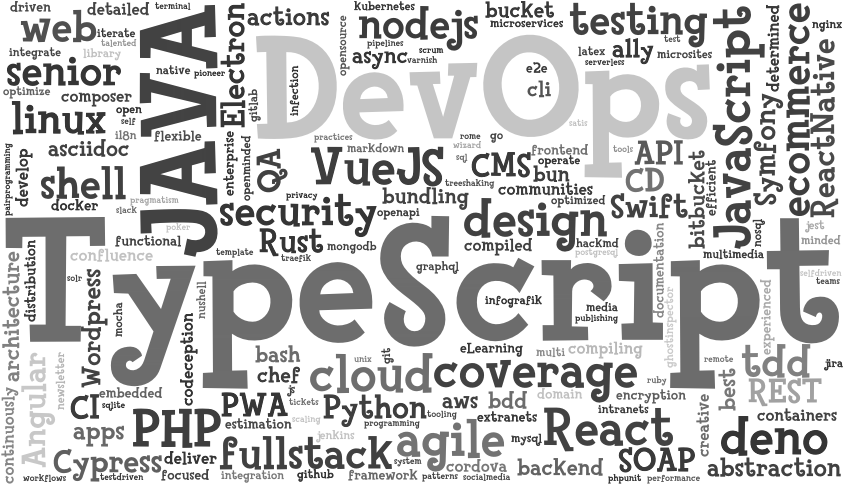 driven
detailed
terminal
web
iterate
talented
integrate
library
senior
native
pioneer
optimize
composer
linux
open
self
i18n
flexible
asciidoc
develop
pairprogramming
shell
docker
slack
pragmatism
poker
JAVA
Electron
gitlab
actions
kubernetes
nodejs
bucket
microservices
testing
opensource
pipelines
scrum
async
varnish
latex
ally
test
microsites
serverless
DevOps
infection
e2e
cli
satis
JavaScript
Symfony
determined
ecommerce
nginx
ReactNative
enterprise
openminded
QA
practices
markdown
VueJS
rome
go
wizard
sql
CMS
frontend
operate
tools
API
CD
bun
treeshaking
communities
bitbucket
efficient
privacy
bundling
optimized
security
openapi
design
Swift
functional
Rust
mongodb
compiled
hackmd
postgresql
nosql
jest
minded
template
traefik
graphql
multimedia
confluence
selfdriven
teams
TypeScript
distribution
solr
Wordpress
mocha
nushell
codeception
infografik
media
publishing
documentation
ghostinspector
experienced
architecture
continuously
Angular
newsletter
bash
unix
git
eLearning
multi
compiling
remote
tdd
jira
chef
cloud
coverage
ruby
best
REST
embedded
js
CI
sqlite
PWA
tickets
Python
tooling
aws
bdd
domain
encryption
creative
apps
PHP
estimation
scaling
programming
extranets
intranets
containers
jenkins
agile
mysql
React
deno
Cypress
deliver
fullstack
system
cordova
backend
SOAP
abstraction
workflows
testdriven
focused
integration
github
framework
patterns
socialmedia
phpunit
performance